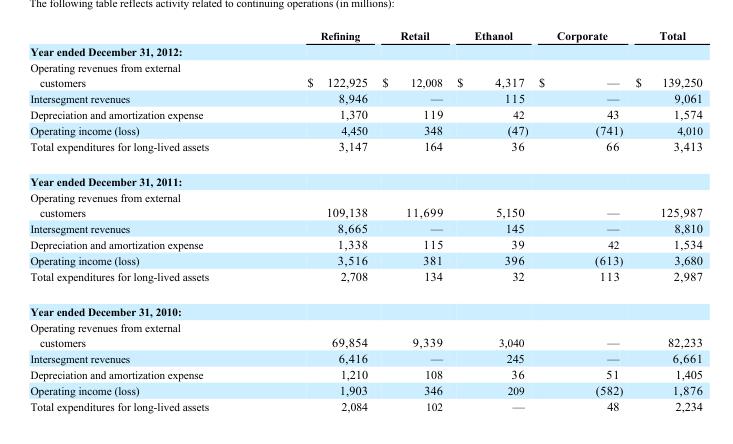 The following table reflects activity related to continuing operations (in millions):
Refining Retail Ethanol Corporate Total
Year ended December 31, 2012:
Operating revenues from external
customers $ 122,925 $ 12,008 $ 4,317 $ — $ 139,250
Intersegment revenues 8,946 — 115 — 9,061
Depreciation and amortization expense 1,370 119 42 43 1,574
Operating income (loss) 4,450 348 (47) (741) 4,010
Total expenditures for long-lived assets 3,147 164 36 66 3,413
Year ended December 31, 2011:
Operating revenues from external
customers 109,138 11,699 5,150 — 125,987
Intersegment revenues 8,665 — 145 — 8,810
Depreciation and amortization expense 1,338 115 39 42 1,534
Operating income (loss) 3,516 381 396 (613) 3,680
Total expenditures for long-lived assets 2,708 134 32 113 2,987
Year ended December 31, 2010:
Operating revenues from external
customers 69,854 9,339 3,040 — 82,233
Intersegment revenues 6,416 — 245 — 6,661
Depreciation and amortization expense 1,210 108 36 51 1,405
Operating income (loss) 1,903 346 209 (582) 1,876
Total expenditures for long-lived assets 2,084 102 — 48 2,234